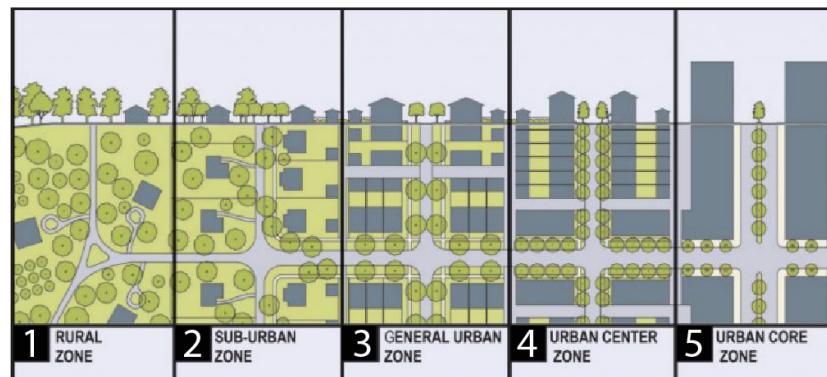 1 RURAL
ZONE
2 SUB-URBAN
ZONE
3 GENERAL URBAN
ZONE
4 URBAN CENTER
ZONE
5 URBAN CORE
ZONE